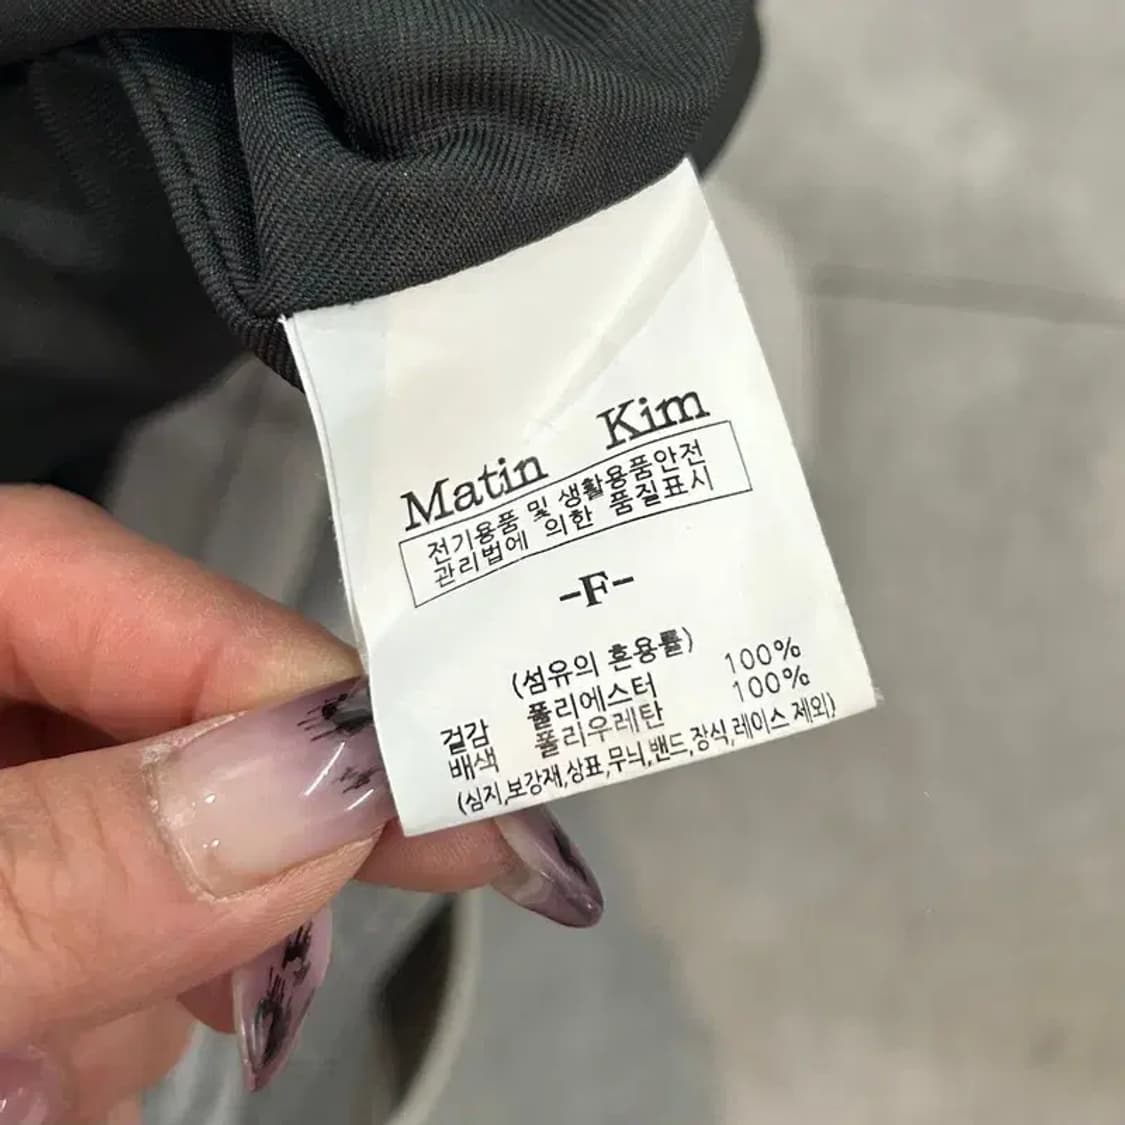 Matin Kim
전기용품 및 생활용품안전
관리법에 의한 품질표시
-F-
(섬유의 혼용률)
겉감 폴리에스터 100%
배색 폴리우레탄 100%
(심지,보강재,상표,무늬,밴드,장식,레이스 제외)